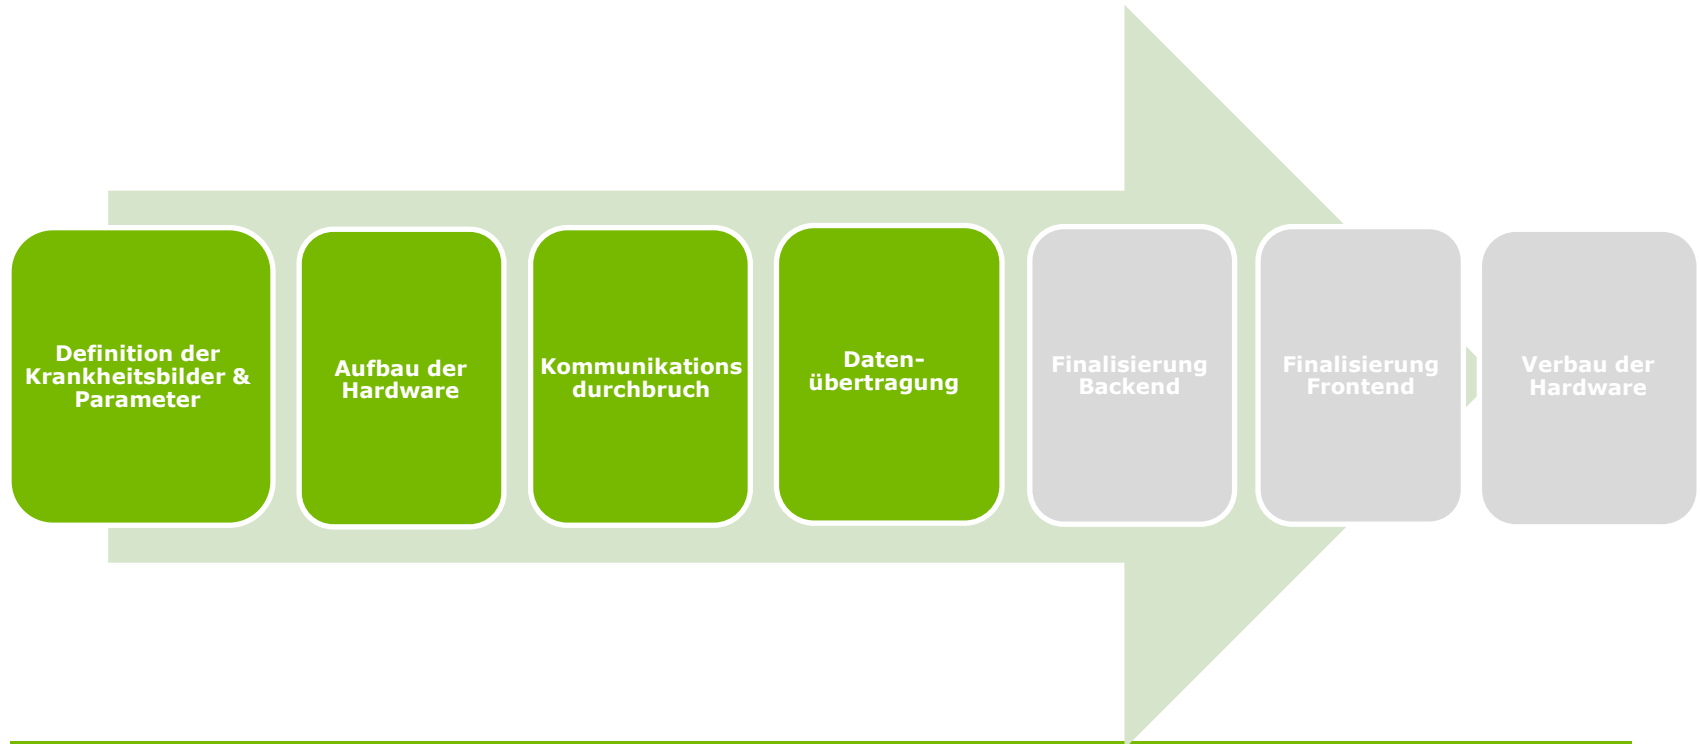 Definition der
Krankheitsbilder &
Parameter
Aufbau der
Hardware
Kommunikations
durchbruch
Daten-
übertragung
Finalisierung
Backend
Finalisierung
Frontend
Verbau der
Hardware